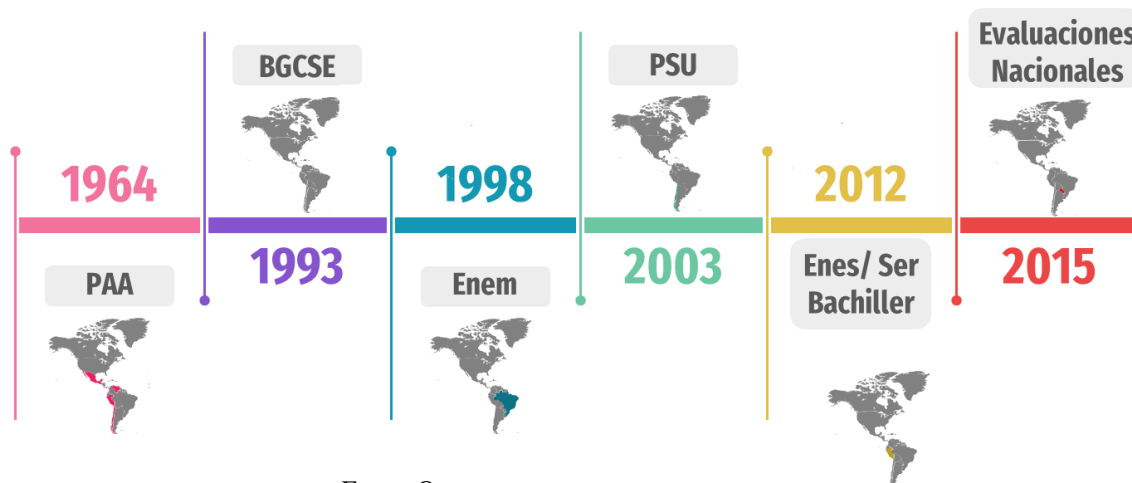 1964
PAA
BGCSE
1993
1998
Enem
PSU
2003
2012
Enes/ Ser
Bachiller
Evaluaciones
Nacionales
2015